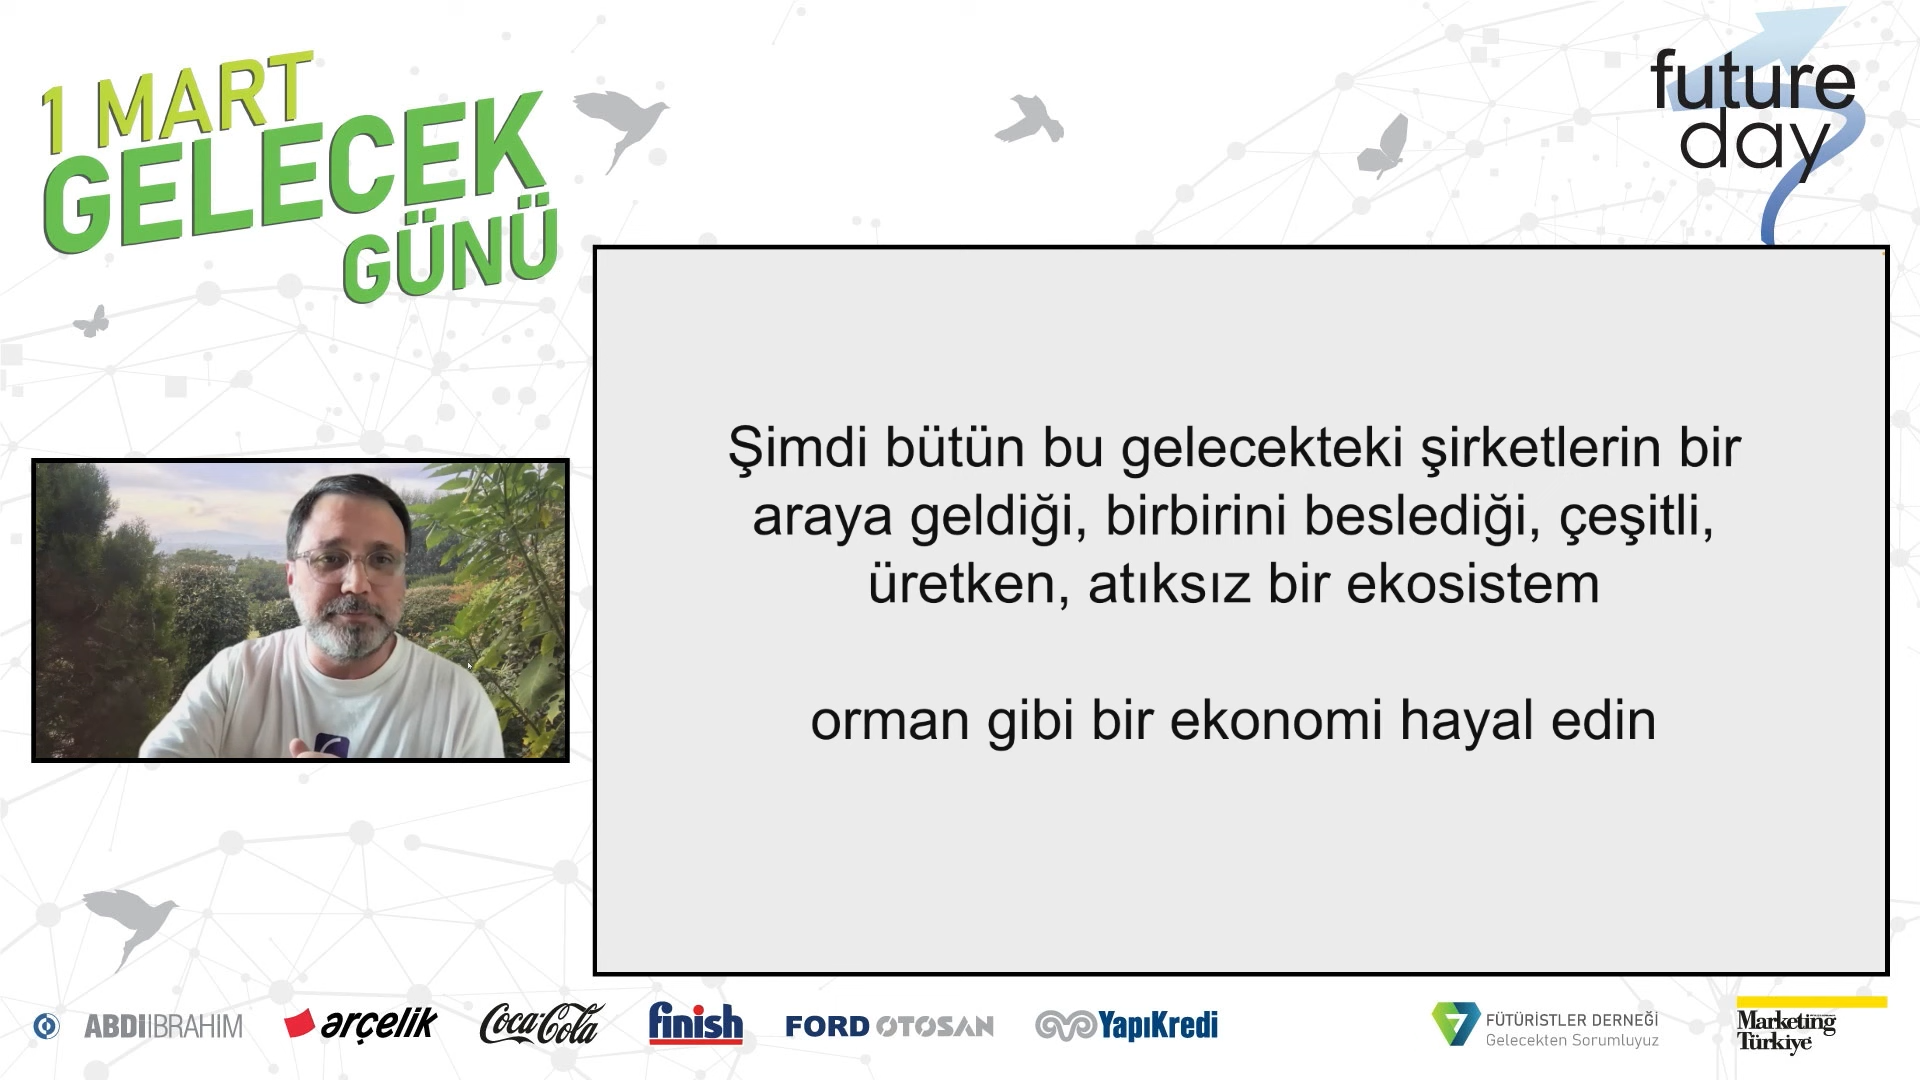 1 MART
GELECEK
GÜNÜ
future
day
Şimdi bütün bu gelecekteki şirketlerin bir
araya geldiği, birbirini beslediği, çeşitli,
üretken, atıksız bir ekosistem
orman gibi bir ekonomi hayal edin
ABDİİBRAHİM
arçelik
Coca-Cola
finish
FORD OTOSAN
YapıKredi
FÜTÜRİSTLER DERNEĞİ
Gelecekten Sorumluyuz
Marketing
Türkiye